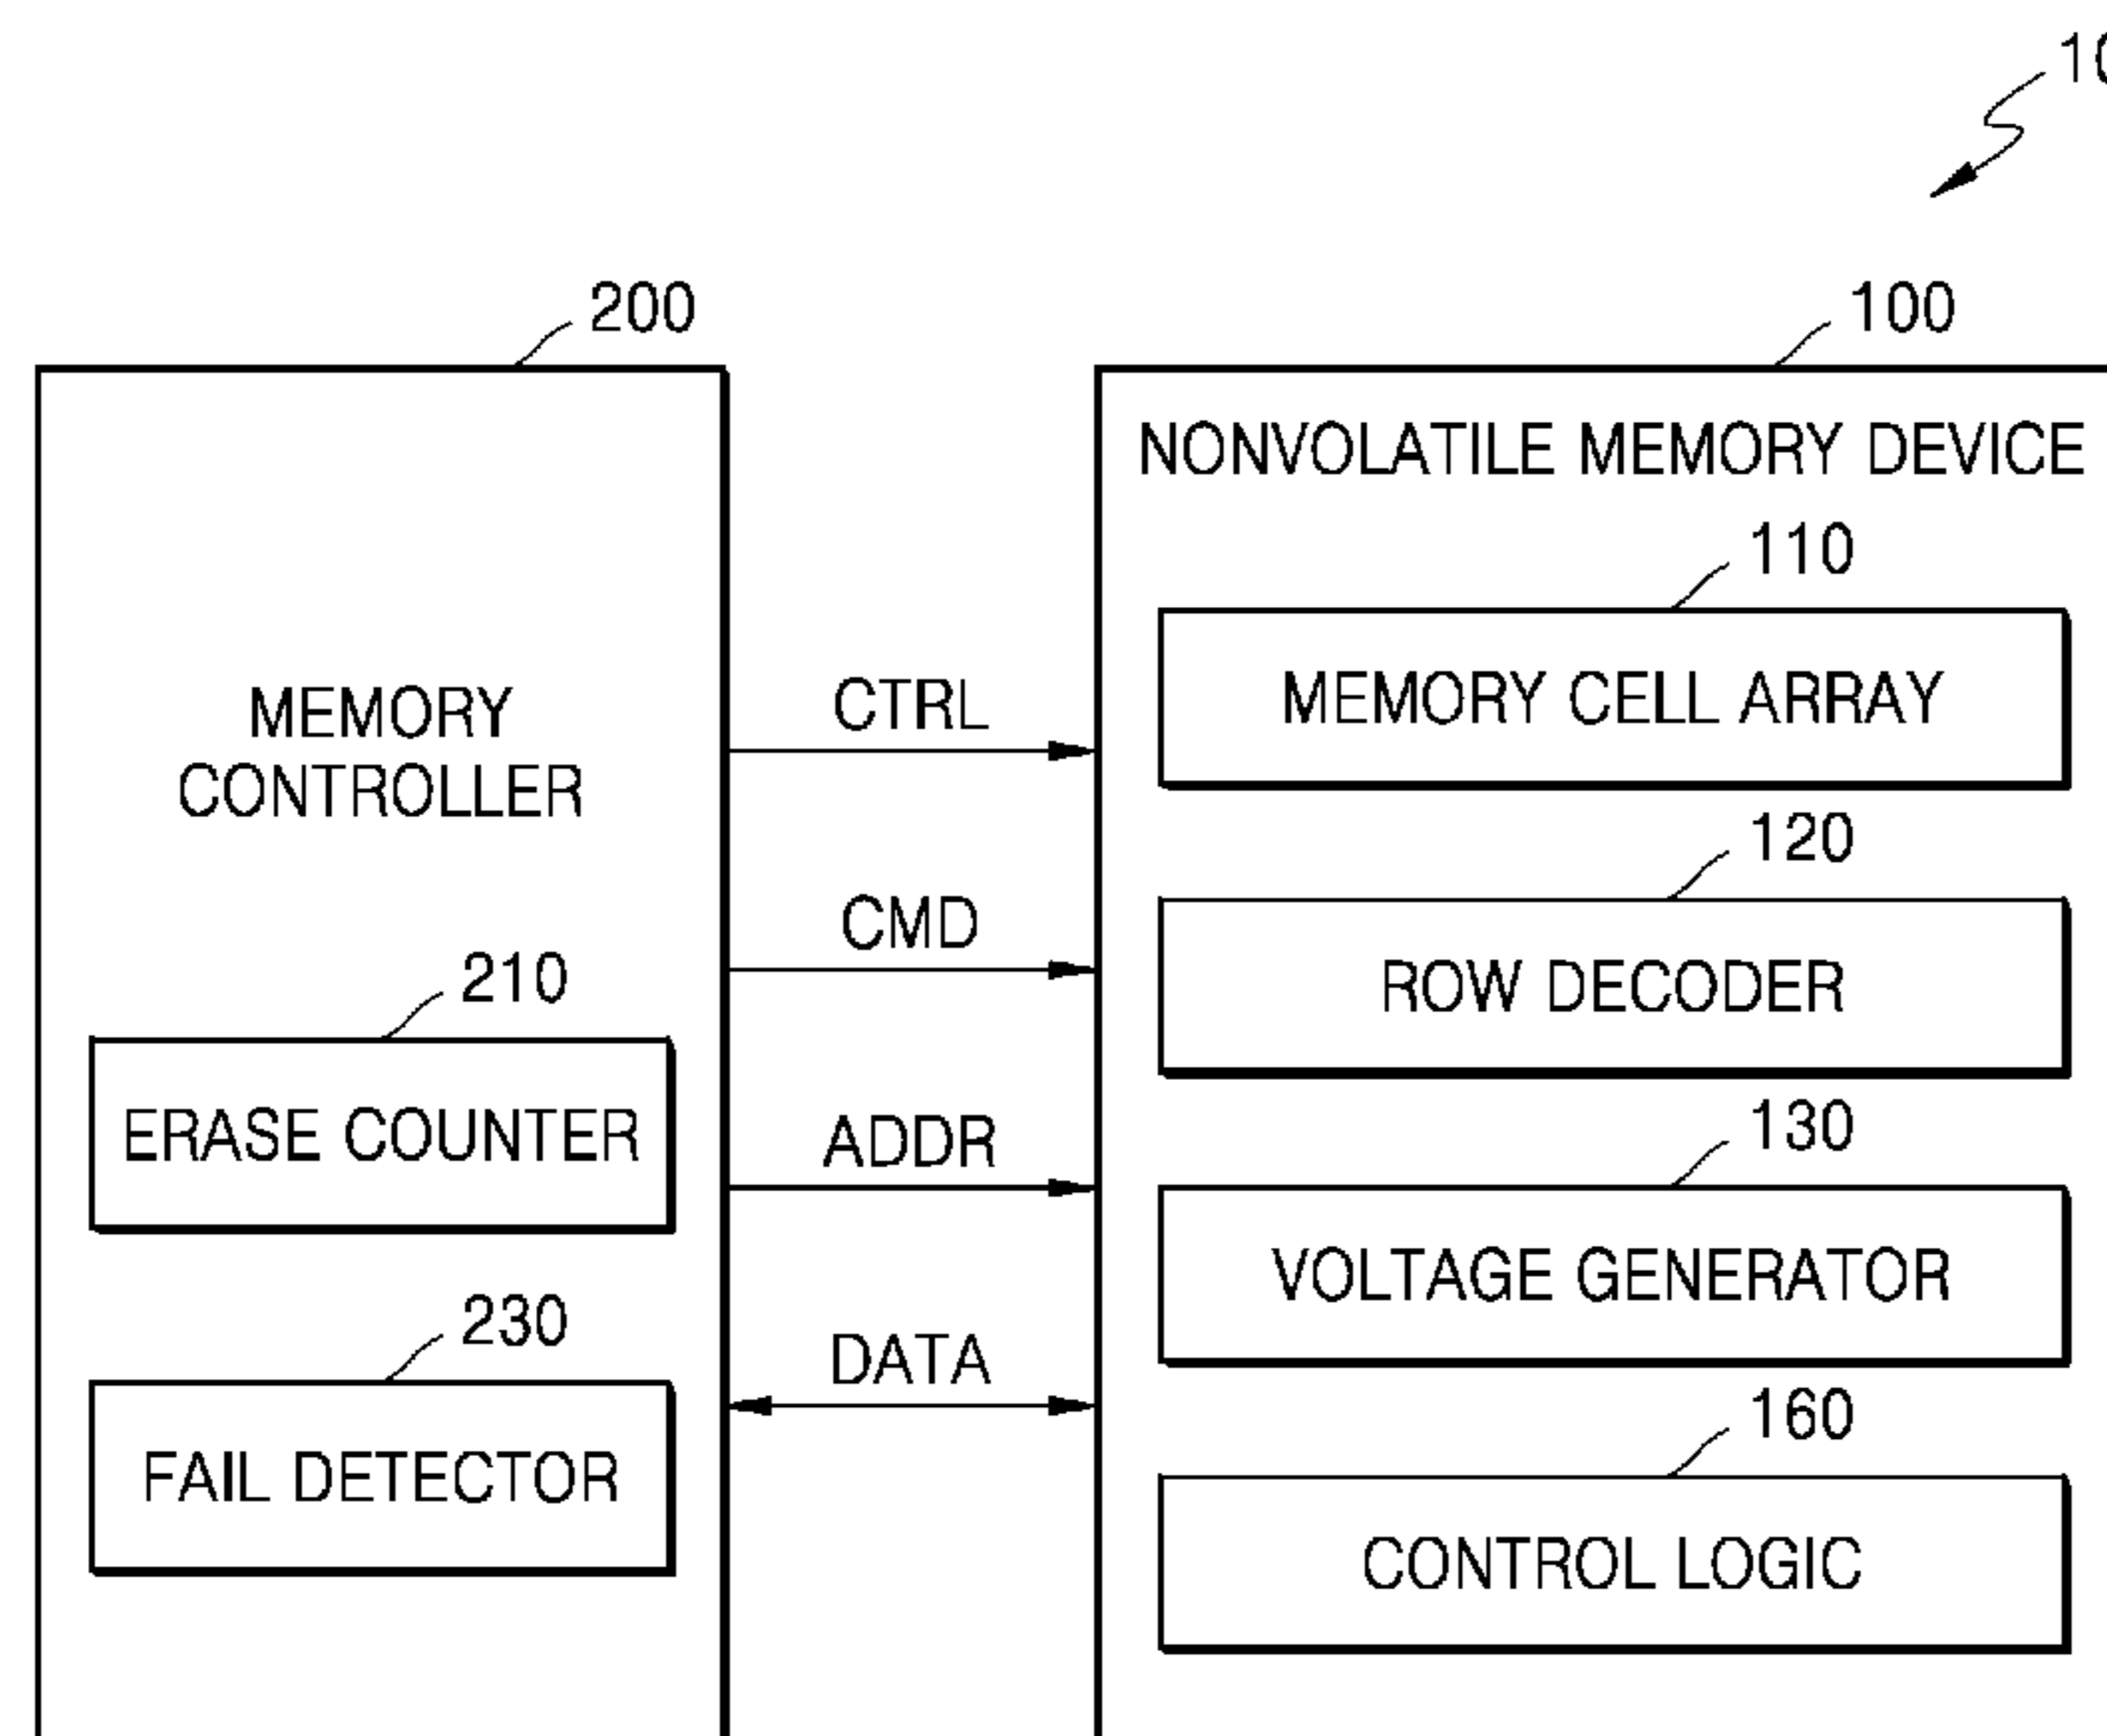 200
100
NONVOLATILE MEMORY DEVICE
110
MEMORY CELL ARRAY
MEMORY
CONTROLLER
CTRL
120
CMD
ROW DECODER
210
ERASE COUNTER
ADDR
130
VOLTAGE GENERATOR
230
FAIL DETECTOR
DATA
160
CONTROL LOGIC